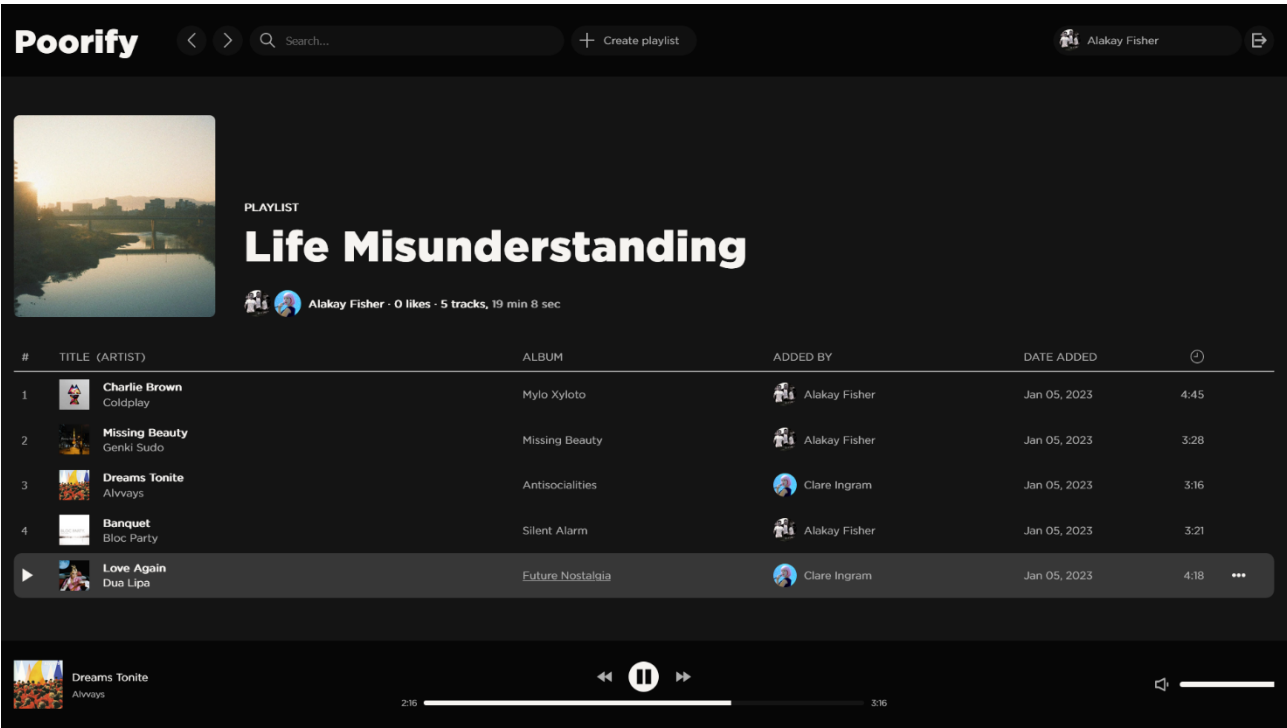 Poorify
Search...
Create playlist
Alakay Fisher
PLAYLIST
Life Misunderstanding
Alakay Fisher · 0 likes · 5 tracks, 19 min 8 sec
# TITLE (ARTIST) ALBUM ADDED BY DATE ADDED
1 Charlie Brown Mylo Xyloto Alakay Fisher Jan 05, 2023 4:45
Coldplay
2 Missing Beauty Missing Beauty Alakay Fisher Jan 05, 2023 3:28
Genki Sudo
3 Dreams Tonite Antisocialities Clare Ingram Jan 05, 2023 3:16
Alvvays
4 Banquet Silent Alarm Alakay Fisher Jan 05, 2023 3:21
Bloc Party
Love Again Future Nostalgia Clare Ingram Jan 05, 2023 4:18
Dua Lipa
Dreams Tonite
Alvvays
2:16 3:16